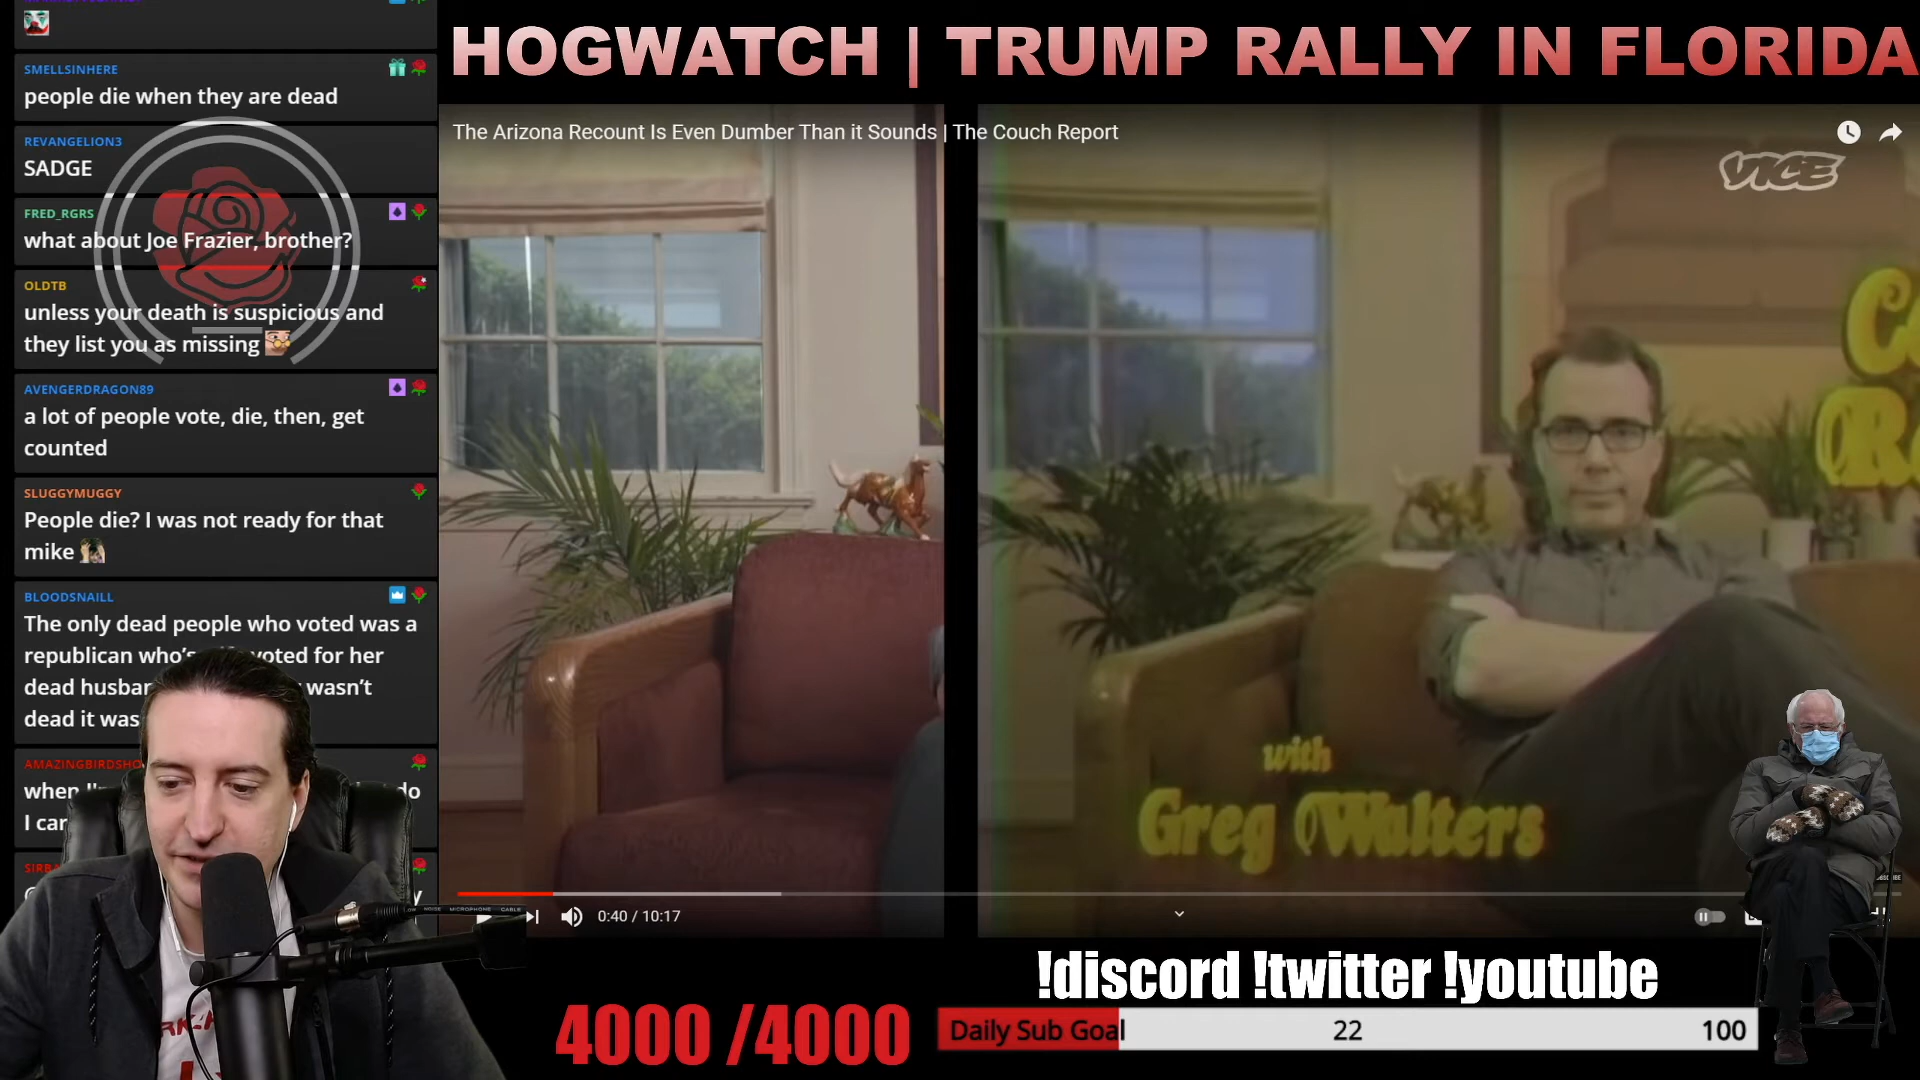 HOGWATCH | TRUMP RALLY IN FLORIDA
SMELLSINHERE
people die when they are dead
REVANGELION3
SADGE
FRED_RGRS
what about Joe Frazier, brother?
OLDTB
unless your death is suspicious and
they list you as missing
AVENGERDRAGON89
a lot of people vote, die, then, get
counted
SLUGGYMUGGY
People die? I was not ready for that
mike
BLOODSNAILL
The only dead people who voted was a
republican who's voted for her
dead wasn't
dead it was
when do
I
The Arizona Recount Is Even Dumber Than it Sounds | The Couch Report
VICE
with
Greg Walters
0:40 / 10:17
!discord !twitter !youtube
4000 /4000
Daily Sub Goal 22 100